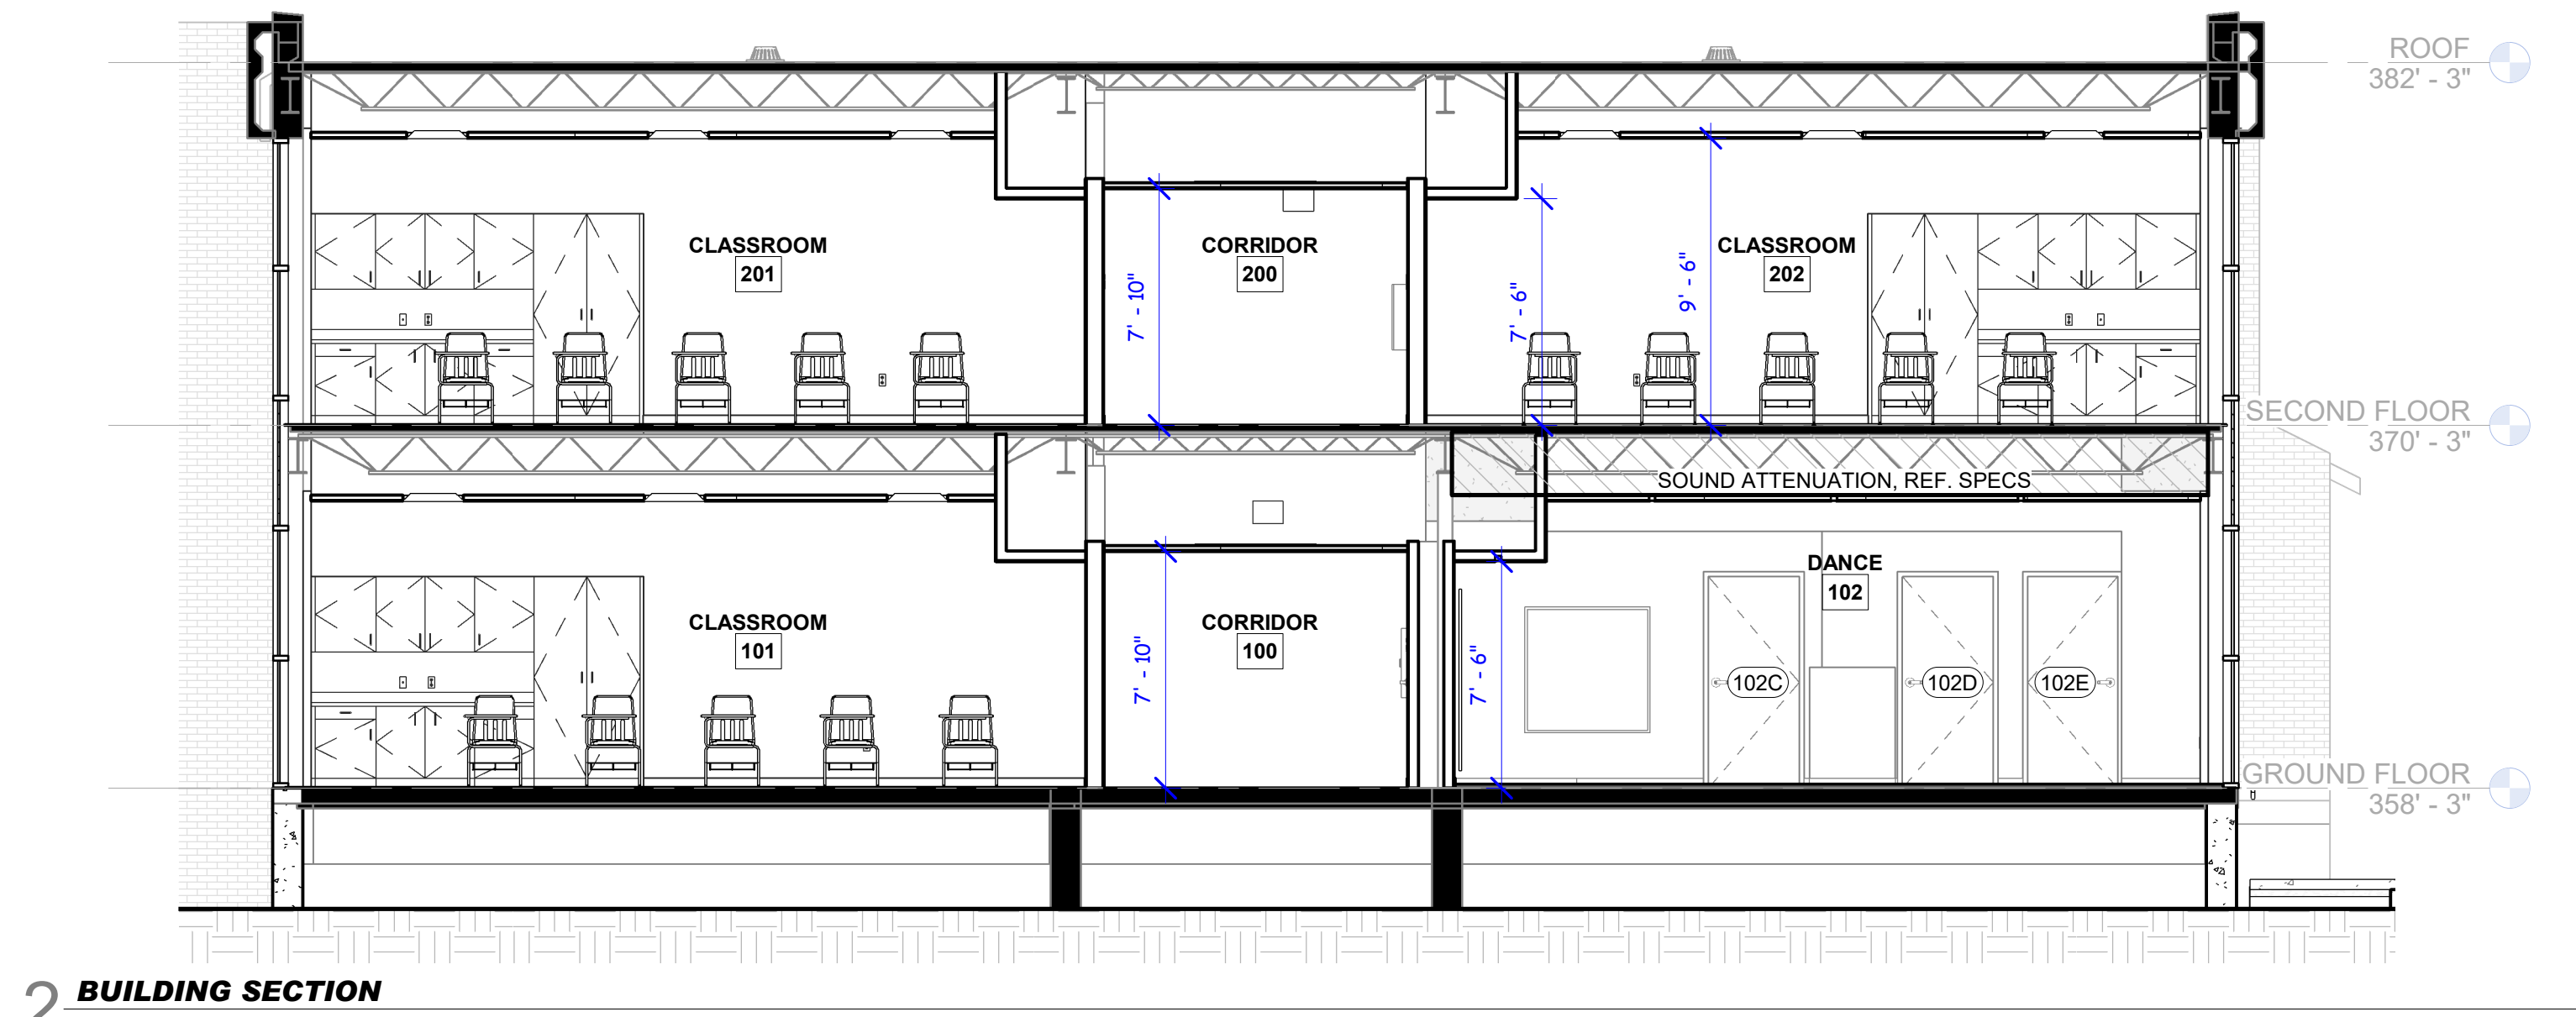 ROOF
382' - 3"
CLASSROOM
201
CORRIDOR
200
CLASSROOM
202
7' - 10"
7' - 6"
9' - 6"
SECOND FLOOR
370' - 3"
SOUND ATTENUATION, REF. SPECS
CLASSROOM
101
CORRIDOR
100
DANCE
102
7' - 10"
7' - 6"
102C
102D
102E
GROUND FLOOR
358' - 3"
2 BUILDING SECTION